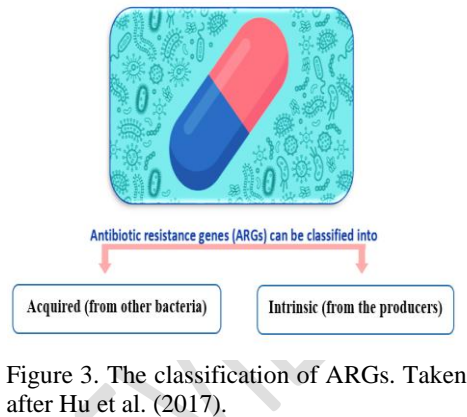 Antibiotic resistance genes (ARGs) can be classified into
Acquired (from other bacteria)
Intrinsic (from the producers)
Figure 3. The classification of ARGs. Taken
after Hu et al. (2017).